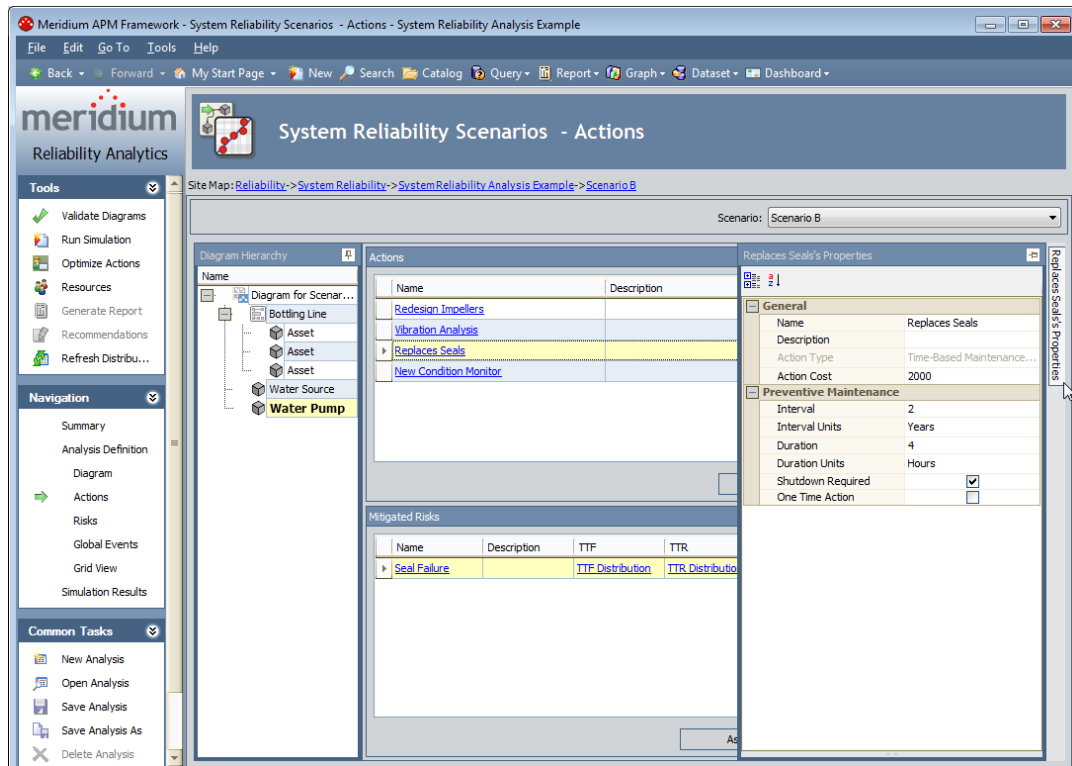 Meridium APM Framework - System Reliability Scenarios - Actions - System Reliability Analysis Example
File Edit Go To Tools Help
Back Forward My Start Page New Search Catalog Query Report Graph Dataset Dashboard
meridium
Reliability Analytics
System Reliability Scenarios - Actions
Site Map: Reliability->System Reliability->System Reliability Analysis Example->Scenario B
Scenario: Scenario B
Tools
Validate Diagrams
Run Simulation
Optimize Actions
Resources
Generate Report
Recommendations
Refresh Distribu...
Navigation
Summary
Analysis Definition
Diagram
Actions
Risks
Global Events
Grid View
Simulation Results
Common Tasks
New Analysis
Open Analysis
Save Analysis
Save Analysis As
Delete Analysis
Diagram Hierarchy
Name
Diagram for Scenar...
Bottling Line
Asset
Asset
Asset
Water Source
Water Pump
Actions
Name Description
Redesign Impellers
Vibration Analysis
Replaces Seals
New Condition Monitor
Mitigated Risks
Name Description TTF TTR
Seal Failure TTF Distribution TTR Distributio
As
Replaces Seals's Properties
General
Name Replaces Seals
Description
Action Type Time-Based Maintenance...
Action Cost 2000
Preventive Maintenance
Interval 2
Interval Units Years
Duration 4
Duration Units Hours
Shutdown Required
One Time Action
Replaces Seals's Properties